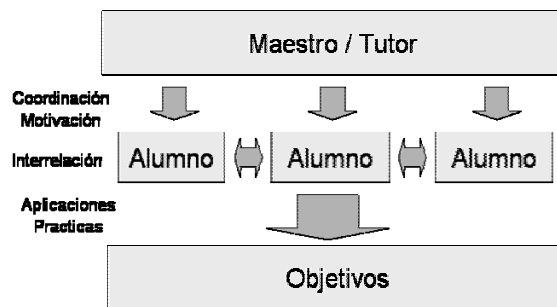 Maestro / Tutor
Coordinación
Motivación
Interrelación
Alumno
Alumno
Alumno
Aplicaciones
Practicas
Objetivos